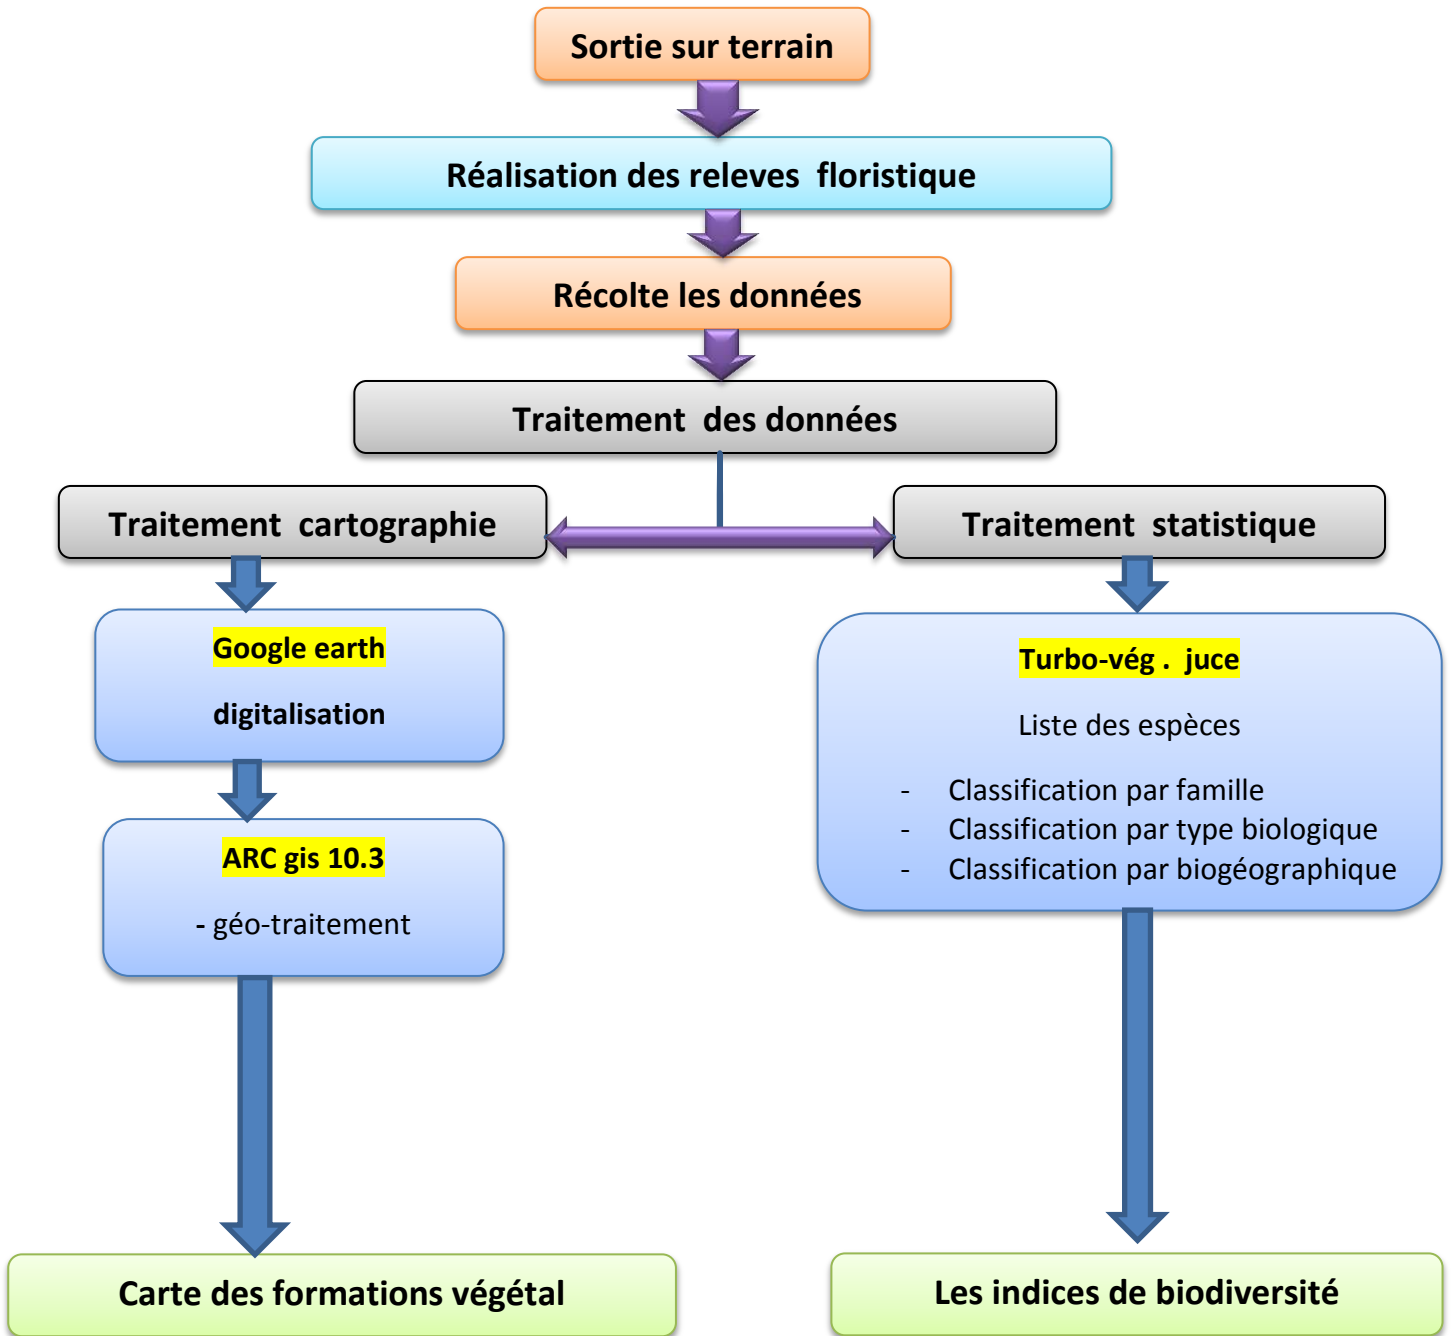 Sortie sur terrain
Réalisation des releves floristique
Récolte les données
Traitement des données
Traitement cartographie
Traitement statistique
Google earth
digitalisation
ARC gis 10.3
- géo-traitement
Turbo-vég . juce
Liste des espèces
- Classification par famille
- Classification par type biologique
- Classification par biogéographique
Carte des formations végétal
Les indices de biodiversité